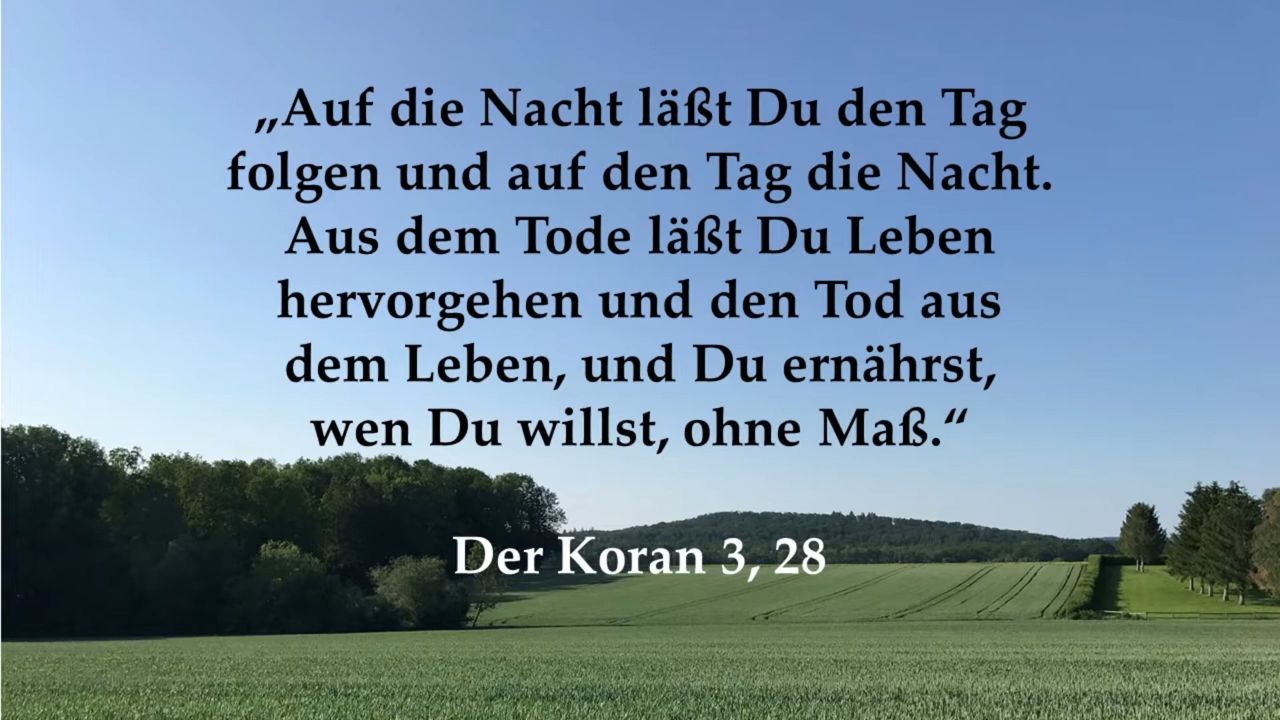 „Auf die Nacht läßt Du den Tag
folgen und auf den Tag die Nacht.
Aus dem Tode läßt Du Leben
hervorgehen und den Tod aus
dem Leben, und Du ernährst,
wen Du willst, ohne Maß.“
Der Koran 3, 28